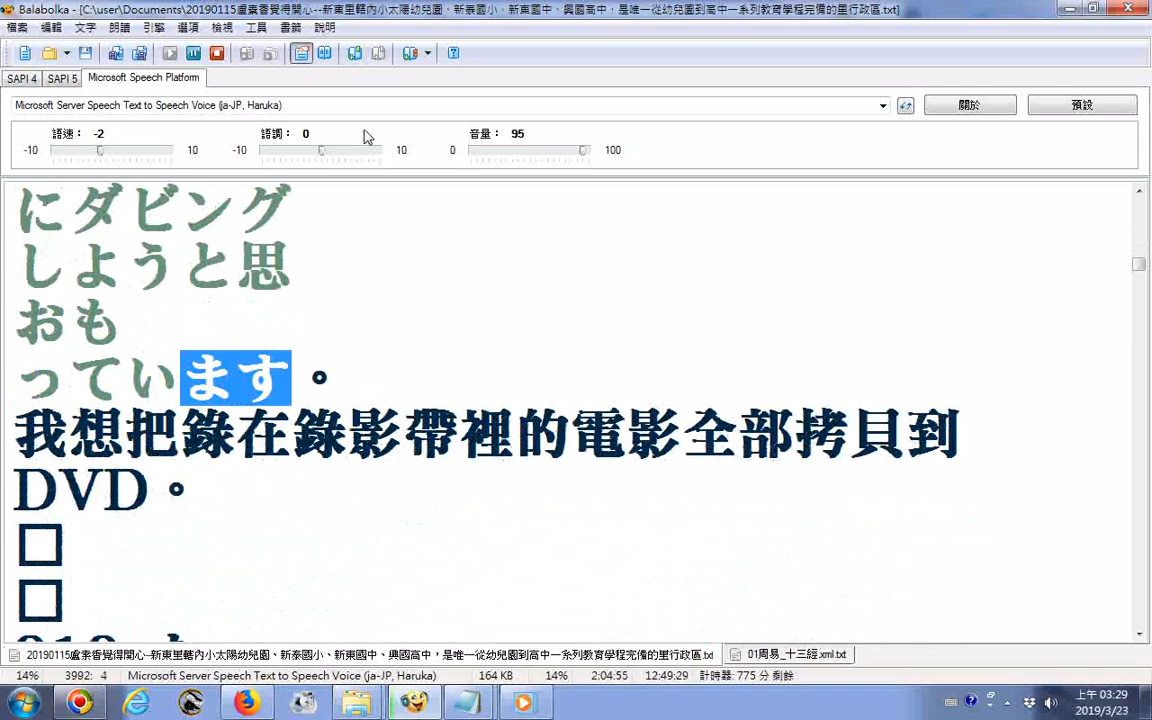 Balabolka - [C:\user\Documents\20190115盧素香覺得開心--新東里轄內小太陽幼兒園、新泰國小、新東國中、興國高中，是唯一從幼兒園到高中一系列教育學程完備的里行政區.txt]
檔案 編輯 文字 朗讀 引擎 選項 檢視 工具 書籤 說明
SAPI 4 SAPI 5 Microsoft Speech Platform
Microsoft Server Speech Text to Speech Voice (ja-JP, Haruka) 關於 預設
語速： -2 語調： 0 音量： 95
-10 10 -10 10 0 100
にダビング
しようと思
おも
っています。
我想把錄在錄影帶裡的電影全部拷貝到
DVD。
□
□
20190115盧素香覺得開心--新東里轄內小太陽幼兒園、新泰國小、新東國中、興國高中，是唯一從幼兒園到高中一系列教育學程完備的里行政區.txt 01周易_十三經.xml.txt
14% 3992: 4 Microsoft Server Speech Text to Speech Voice (ja-JP, Haruka) 164 KB 14% 2:04:55 12:49:29 計時器: 775 分 剩餘
上午 03:29
2019/3/23